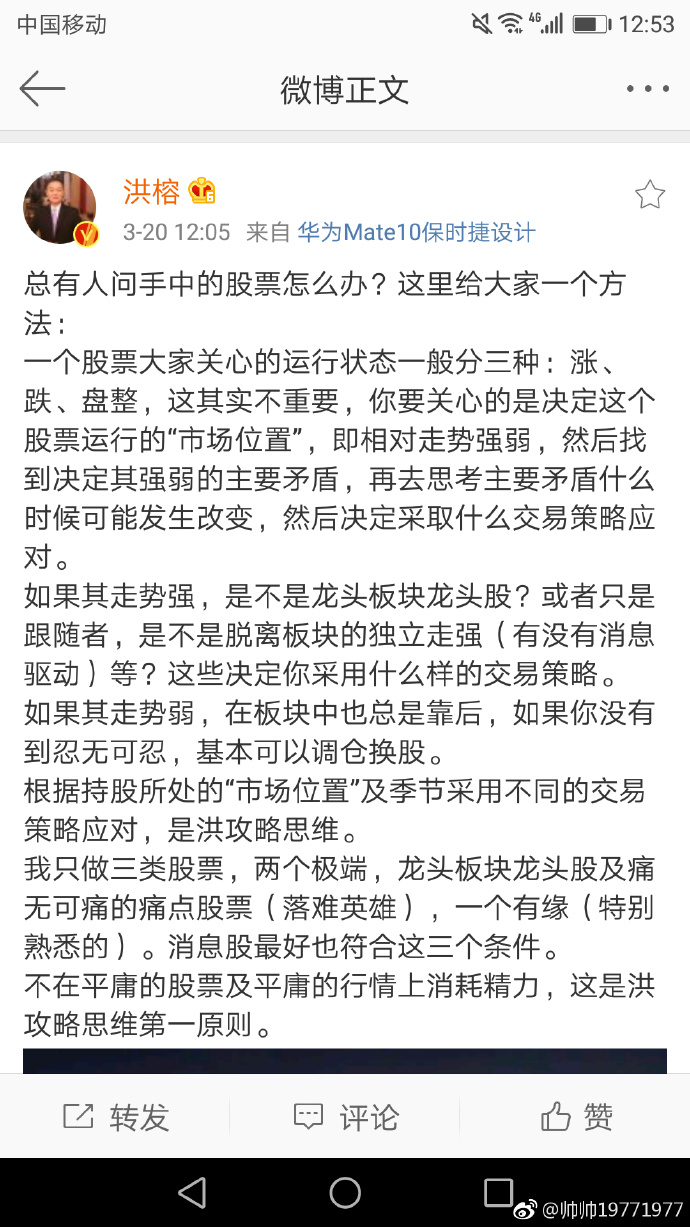 中国移动
4G
12:53
微博正文
洪榕
3-20 12:05 来自 华为Mate10保时捷设计
总有人问手中的股票怎么办？这里给大家一个方
法：
一个股票大家关心的运行状态一般分三种：涨、
跌、盘整，这其实不重要，你要关心的是决定这个
股票运行的“市场位置”，即相对走势强弱，然后找
到决定其强弱的主要矛盾，再去思考主要矛盾什么
时候可能发生改变，然后决定采取什么交易策略应
对。
如果其走势强，是不是龙头板块龙头股？或者只是
跟随者，是不是脱离板块的独立走强（有没有消息
驱动）等？这些决定你采用什么样的交易策略。
如果其走势弱，在板块中也总是靠后，如果你没有
到忍无可忍，基本可以调仓换股。
根据持股所处的“市场位置”及季节采用不同的交易
策略应对，是洪攻略思维。
我只做三类股票，两个极端，龙头板块龙头股及痛
无可痛的痛点股票（落难英雄），一个有缘（特别
熟悉的）。消息股最好也符合这三个条件。
不在平庸的股票及平庸的行情上消耗精力，这是洪
攻略思维第一原则。
转发
评论
赞
@帅帅19771977